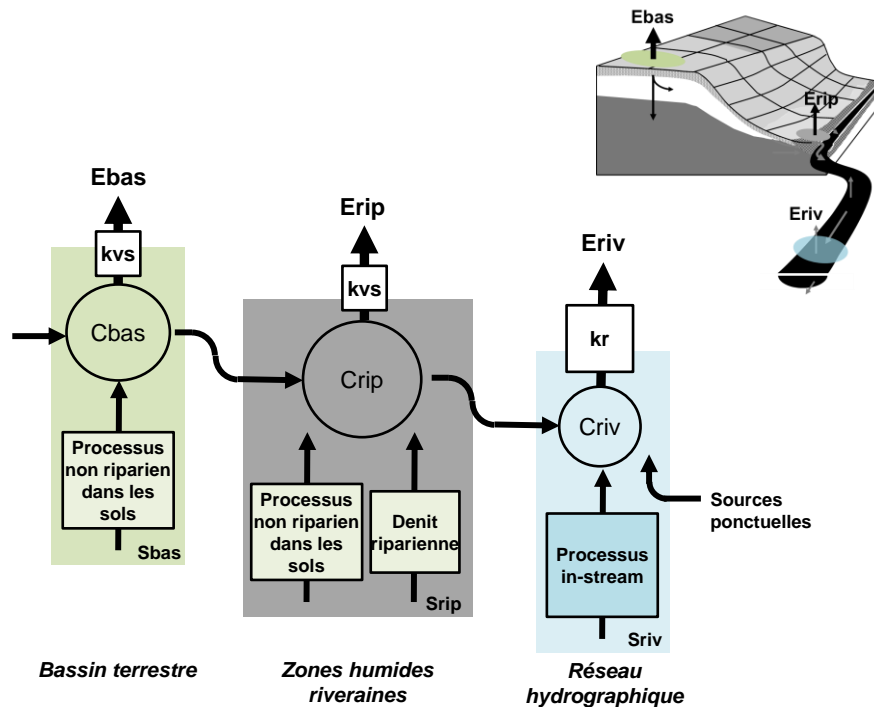 Ebas
Erip
Eriv
Ebas
kvs
Cbas
Processus
non riparien
dans les
sols
Sbas
Erip
kvs
Crip
Processus
non riparien
dans les
sols
Denit
riparienne
Srip
Eriv
kr
Criv
Sources
ponctuelles
Processus
in-stream
Sriv
Bassin terrestre
Zones humides
riveraines
Réseau
hydrographique